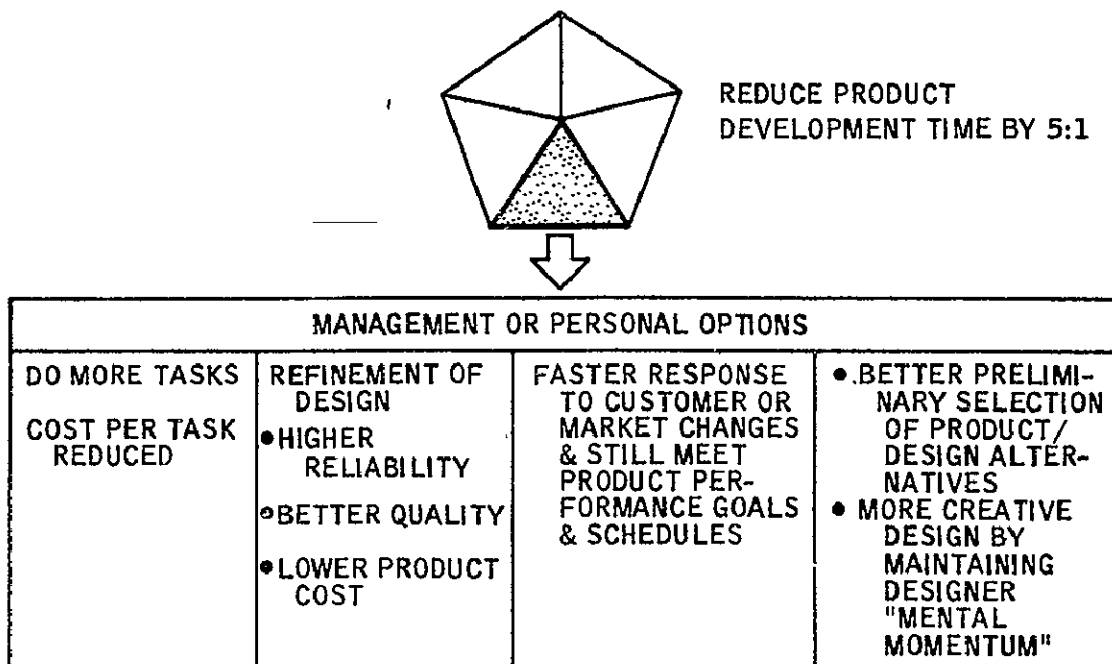 REDUCE PRODUCT
DEVELOPMENT TIME BY 5:1
MANAGEMENT OR PERSONAL OPTIONS
DO MORE TASKS
COST PER TASK
REDUCED
REFINEMENT OF
DESIGN
•HIGHER
RELIABILITY
•BETTER QUALITY
•LOWER PRODUCT
COST
FASTER RESPONSE
TO CUSTOMER OR
MARKET CHANGES
& STILL MEET
PRODUCT PER-
FORMANCE GOALS
& SCHEDULES
• .BETTER PRELIMI-
NARY SELECTION
OF PRODUCT/
DESIGN ALTER-
NATIVES
• MORE CREATIVE
DESIGN BY
MAINTAINING
DESIGNER
"MENTAL
MOMENTUM"